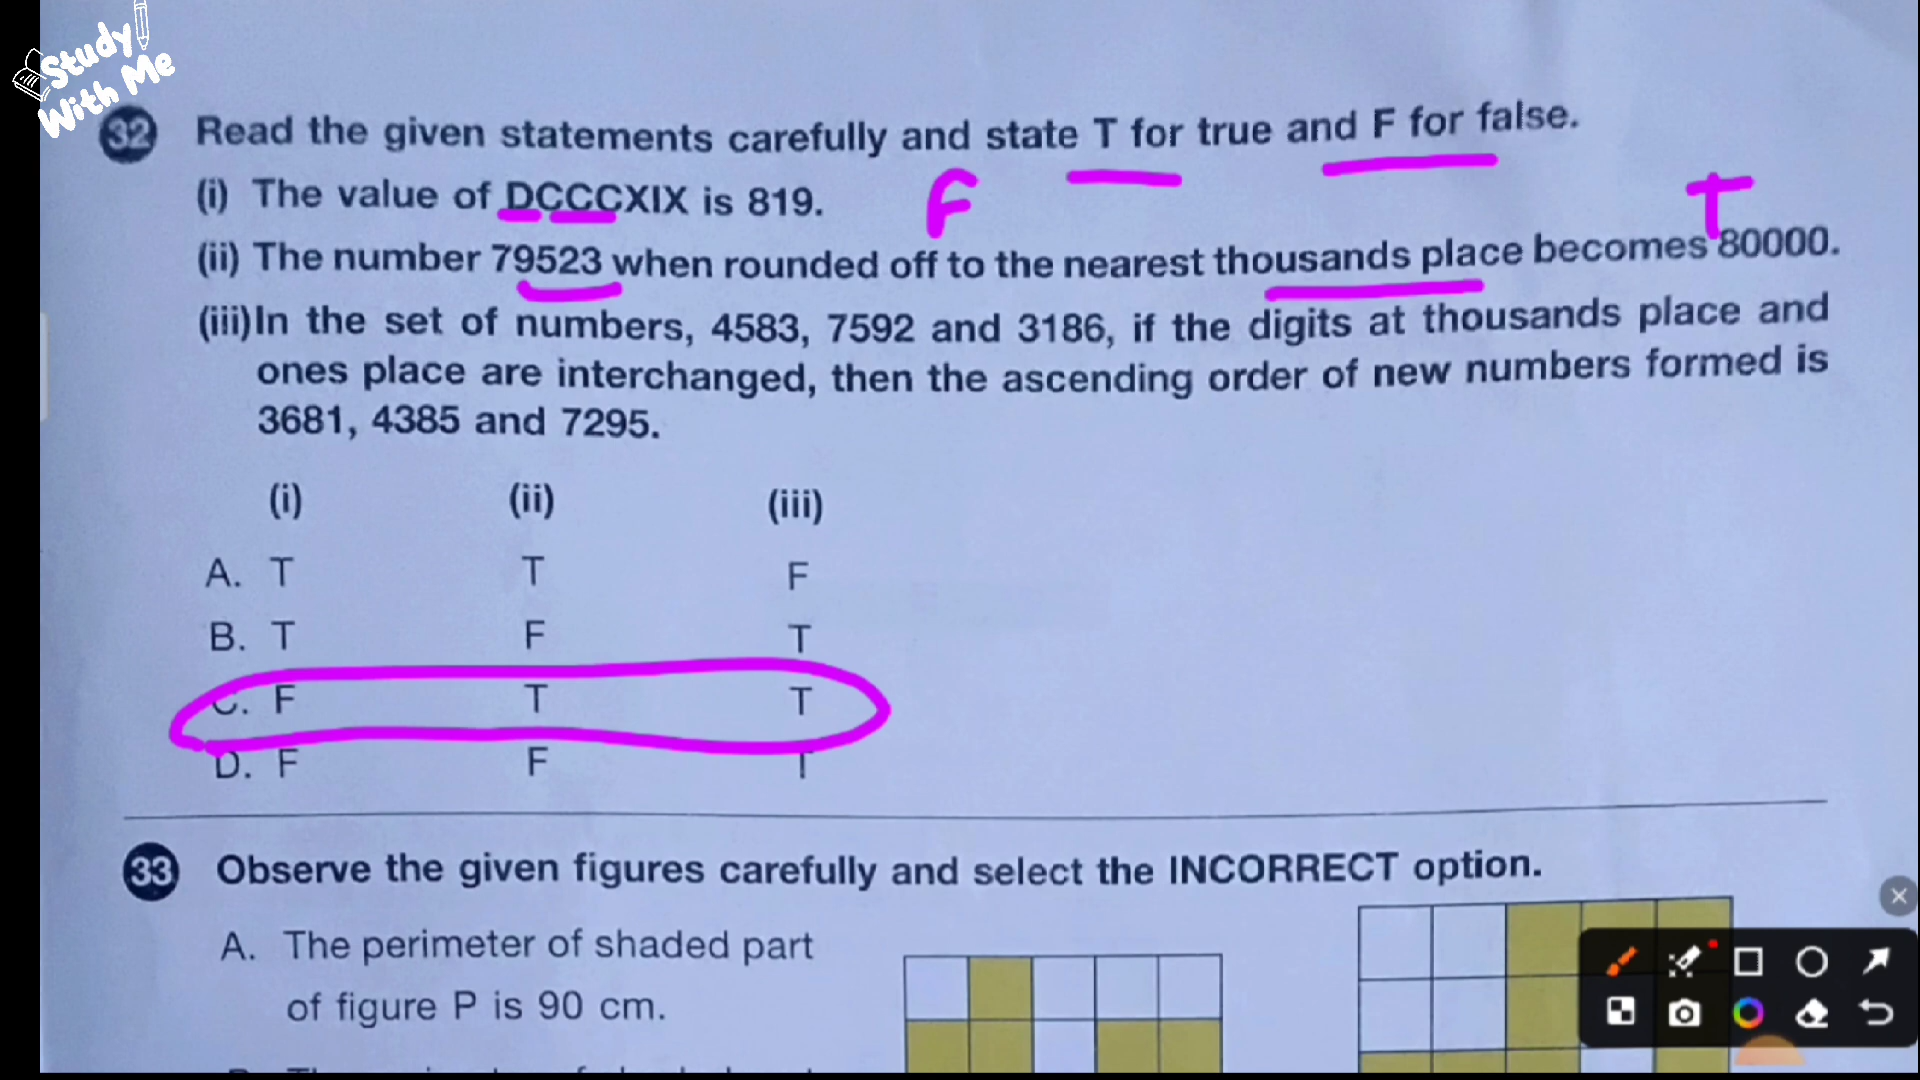 Study
With Me
32 Read the given statements carefully and state T for true and F for false.
(i) The value of DCCCXIX is 819. F T
(ii) The number 79523 when rounded off to the nearest thousands place becomes 80000.
(iii)In the set of numbers, 4583, 7592 and 3186, if the digits at thousands place and
ones place are interchanged, then the ascending order of new numbers formed is
3681, 4385 and 7295.
(i) (ii) (iii)
A. T T F
B. T F T
C. F T T
D. F F T
33 Observe the given figures carefully and select the INCORRECT option.
A. The perimeter of shaded part
of figure P is 90 cm.